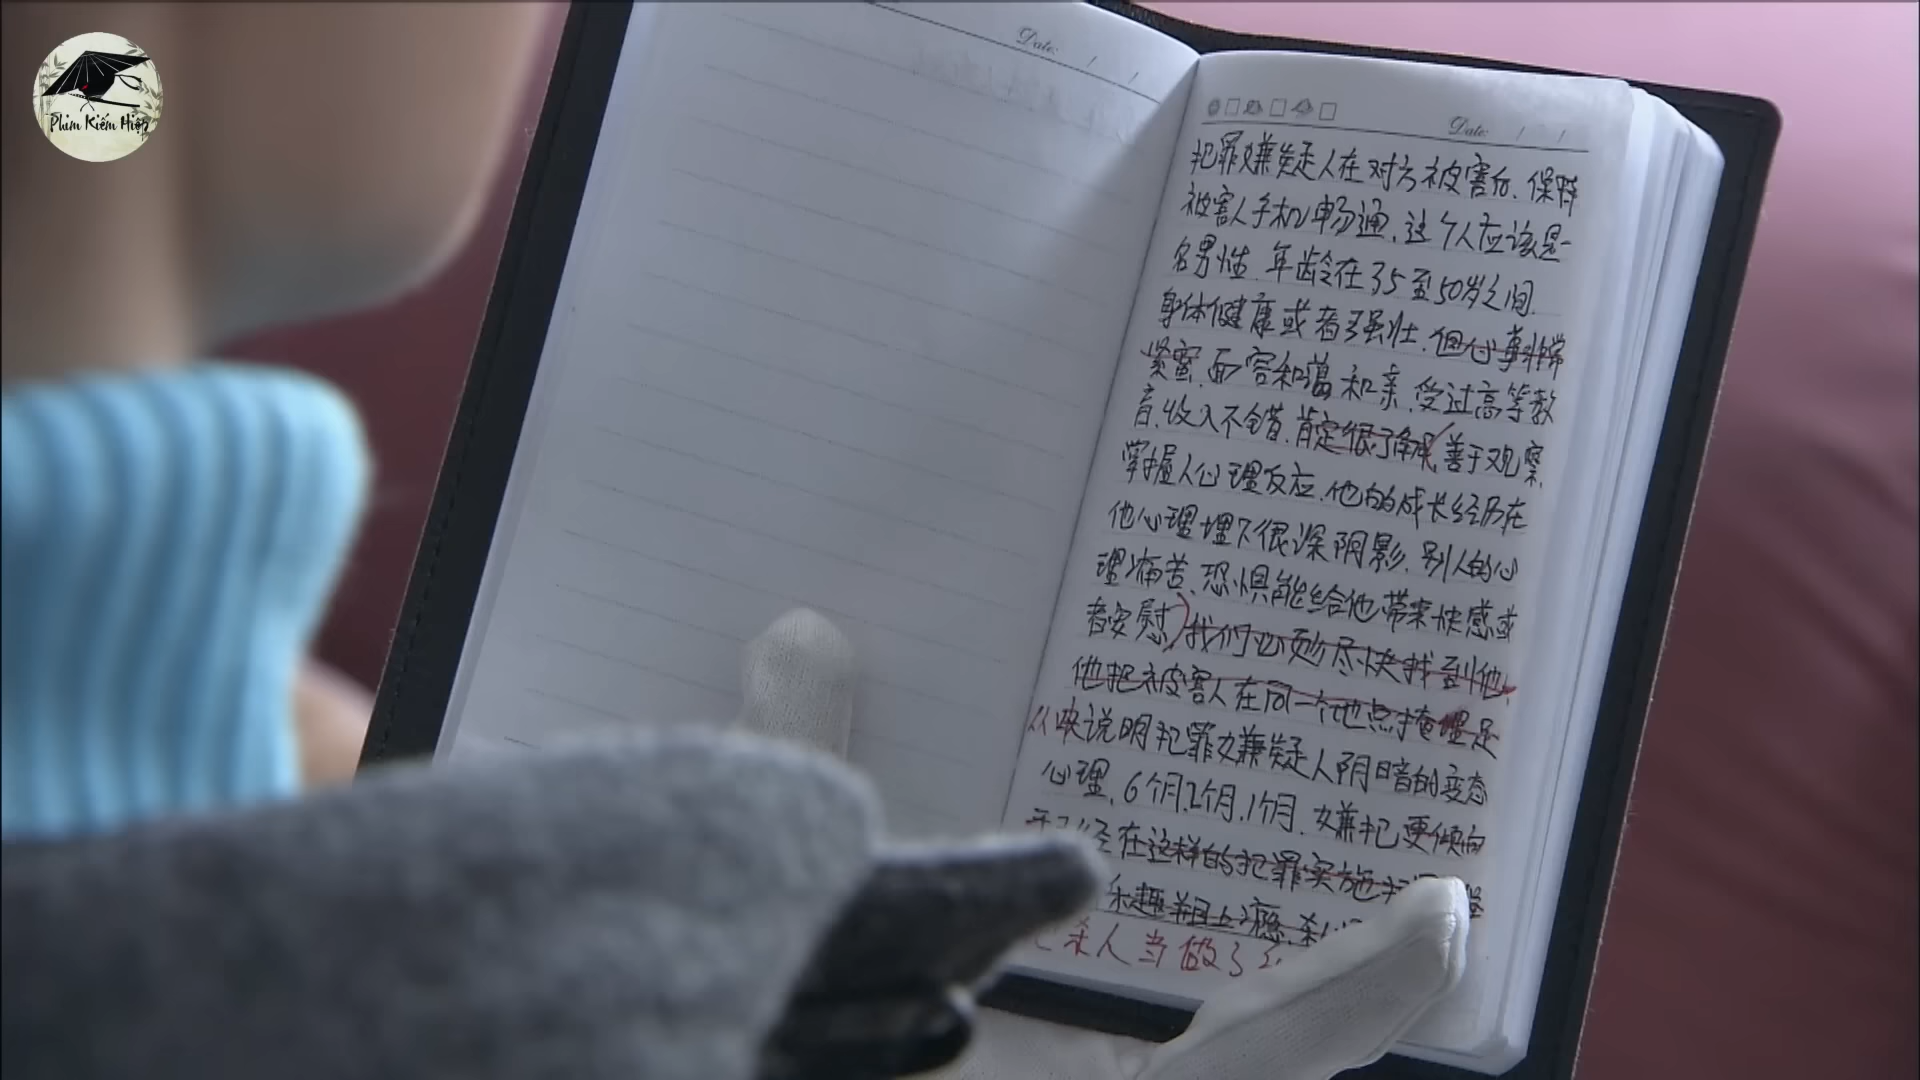 Phim Kiếm Hiệp
Date: / /
Date: / /
犯罪嫌疑人在对方被害后、保持
被害人手机畅通、这个人应该是一
名男性、年龄在35至50岁之间、
身体健康或者强壮、但心事非常
紧密、面容和蔼和亲、受过高等教
育、收入不错、肯定很了解、善于观察、
掌握人心理反应、他的成长经历在
他心理埋下很深阴影、别人的心
理痛苦、恐惧能给他带来快感或
者安慰、我们必须尽快找到他、
他把被害人在同一个地点掩埋足
以说明犯罪嫌疑人阴暗的变态
心理、6个月、2个月、1个月、嫌犯更倾向
在这样的犯罪实施
乐趣并且上瘾、杀
杀人当做了